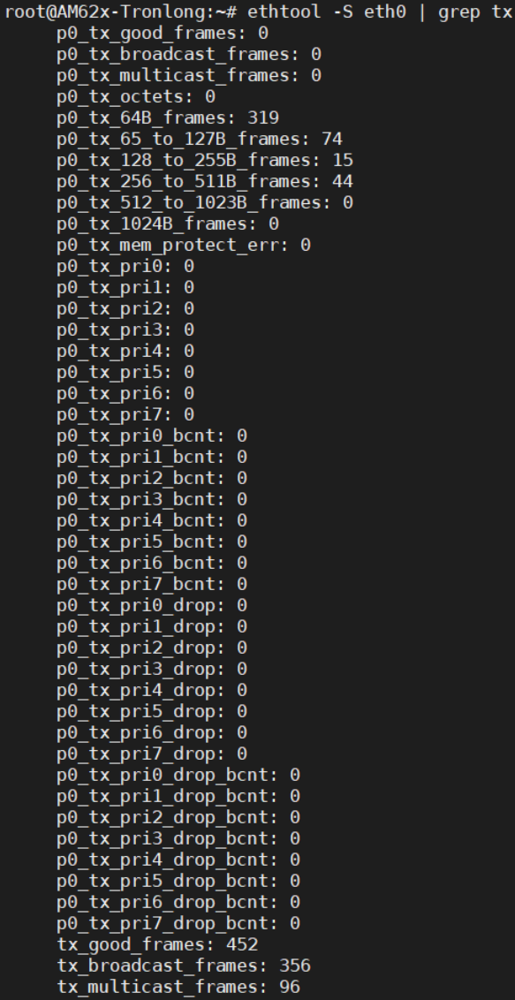 root@AM62x-Tronlong:~# ethtool -S eth0 | grep tx
p0_tx_good_frames: 0
p0_tx_broadcast_frames: 0
p0_tx_multicast_frames: 0
p0_tx_octets: 0
p0_tx_64B_frames: 319
p0_tx_65_to_127B_frames: 74
p0_tx_128_to_255B_frames: 15
p0_tx_256_to_511B_frames: 44
p0_tx_512_to_1023B_frames: 0
p0_tx_1024B_frames: 0
p0_tx_mem_protect_err: 0
p0_tx_pri0: 0
p0_tx_pri1: 0
p0_tx_pri2: 0
p0_tx_pri3: 0
p0_tx_pri4: 0
p0_tx_pri5: 0
p0_tx_pri6: 0
p0_tx_pri7: 0
p0_tx_pri0_bcnt: 0
p0_tx_pri1_bcnt: 0
p0_tx_pri2_bcnt: 0
p0_tx_pri3_bcnt: 0
p0_tx_pri4_bcnt: 0
p0_tx_pri5_bcnt: 0
p0_tx_pri6_bcnt: 0
p0_tx_pri7_bcnt: 0
p0_tx_pri0_drop: 0
p0_tx_pri1_drop: 0
p0_tx_pri2_drop: 0
p0_tx_pri3_drop: 0
p0_tx_pri4_drop: 0
p0_tx_pri5_drop: 0
p0_tx_pri6_drop: 0
p0_tx_pri7_drop: 0
p0_tx_pri0_drop_bcnt: 0
p0_tx_pri1_drop_bcnt: 0
p0_tx_pri2_drop_bcnt: 0
p0_tx_pri3_drop_bcnt: 0
p0_tx_pri4_drop_bcnt: 0
p0_tx_pri5_drop_bcnt: 0
p0_tx_pri6_drop_bcnt: 0
p0_tx_pri7_drop_bcnt: 0
tx_good_frames: 452
tx_broadcast_frames: 356
tx_multicast_frames: 96